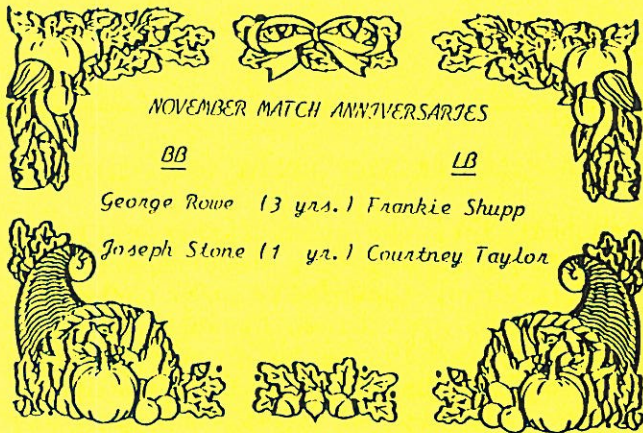 NOVEMBER MATCH ANNIVERSARIES
BB LB
George Rowe (3 yrs.) Frankie Shupp
Joseph Stone (1 yr.) Courtney Taylor